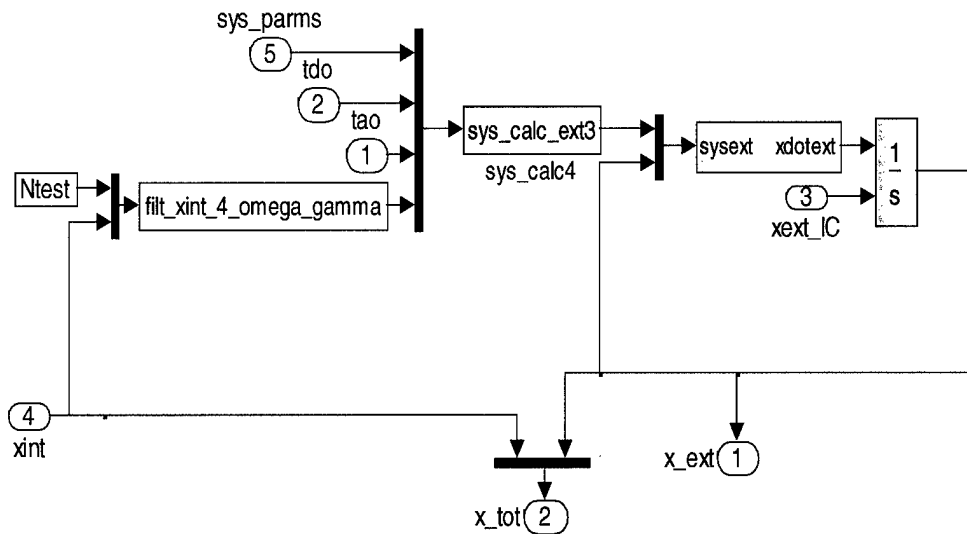 sys_parms
5
tdo
2
tao
1
Ntest
filt_xint_4_omega_gamma
sys_calc_ext3
sys_calc4
sysext xdotext
1
s
3
xext_IC
4
xint
x_ext 1
x_tot 2